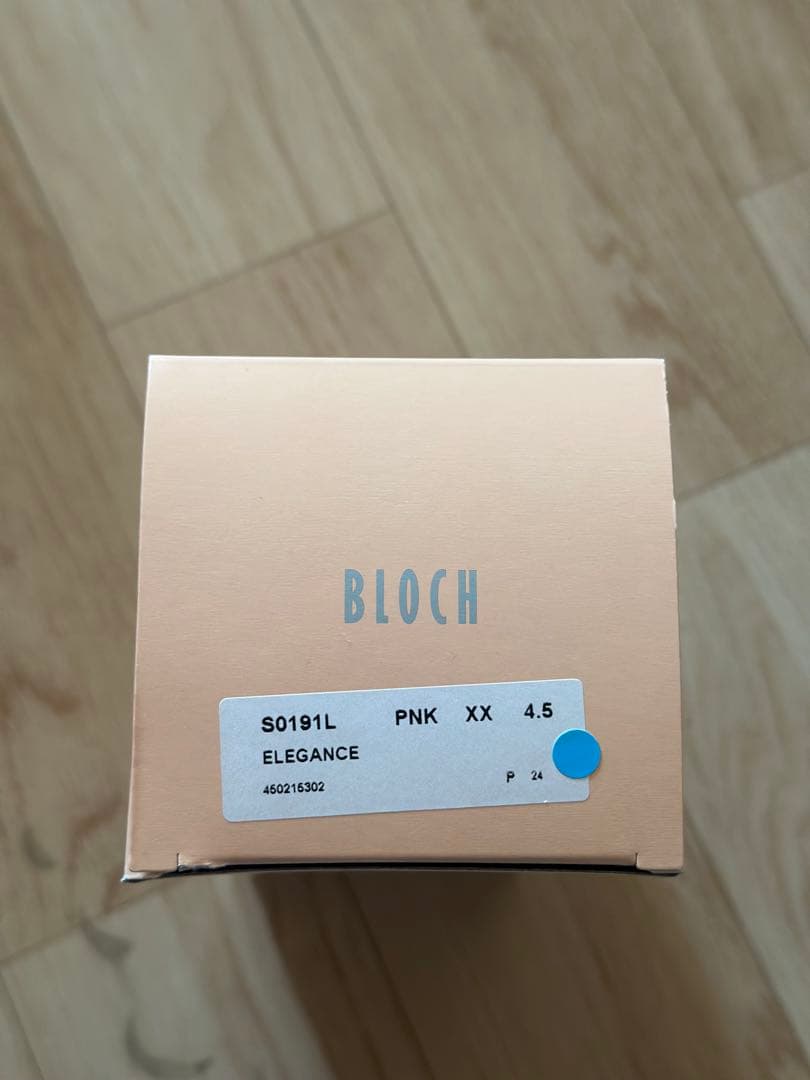 BLOCH
S0191L PNK XX 4.5
ELEGANCE
450215302 P 24